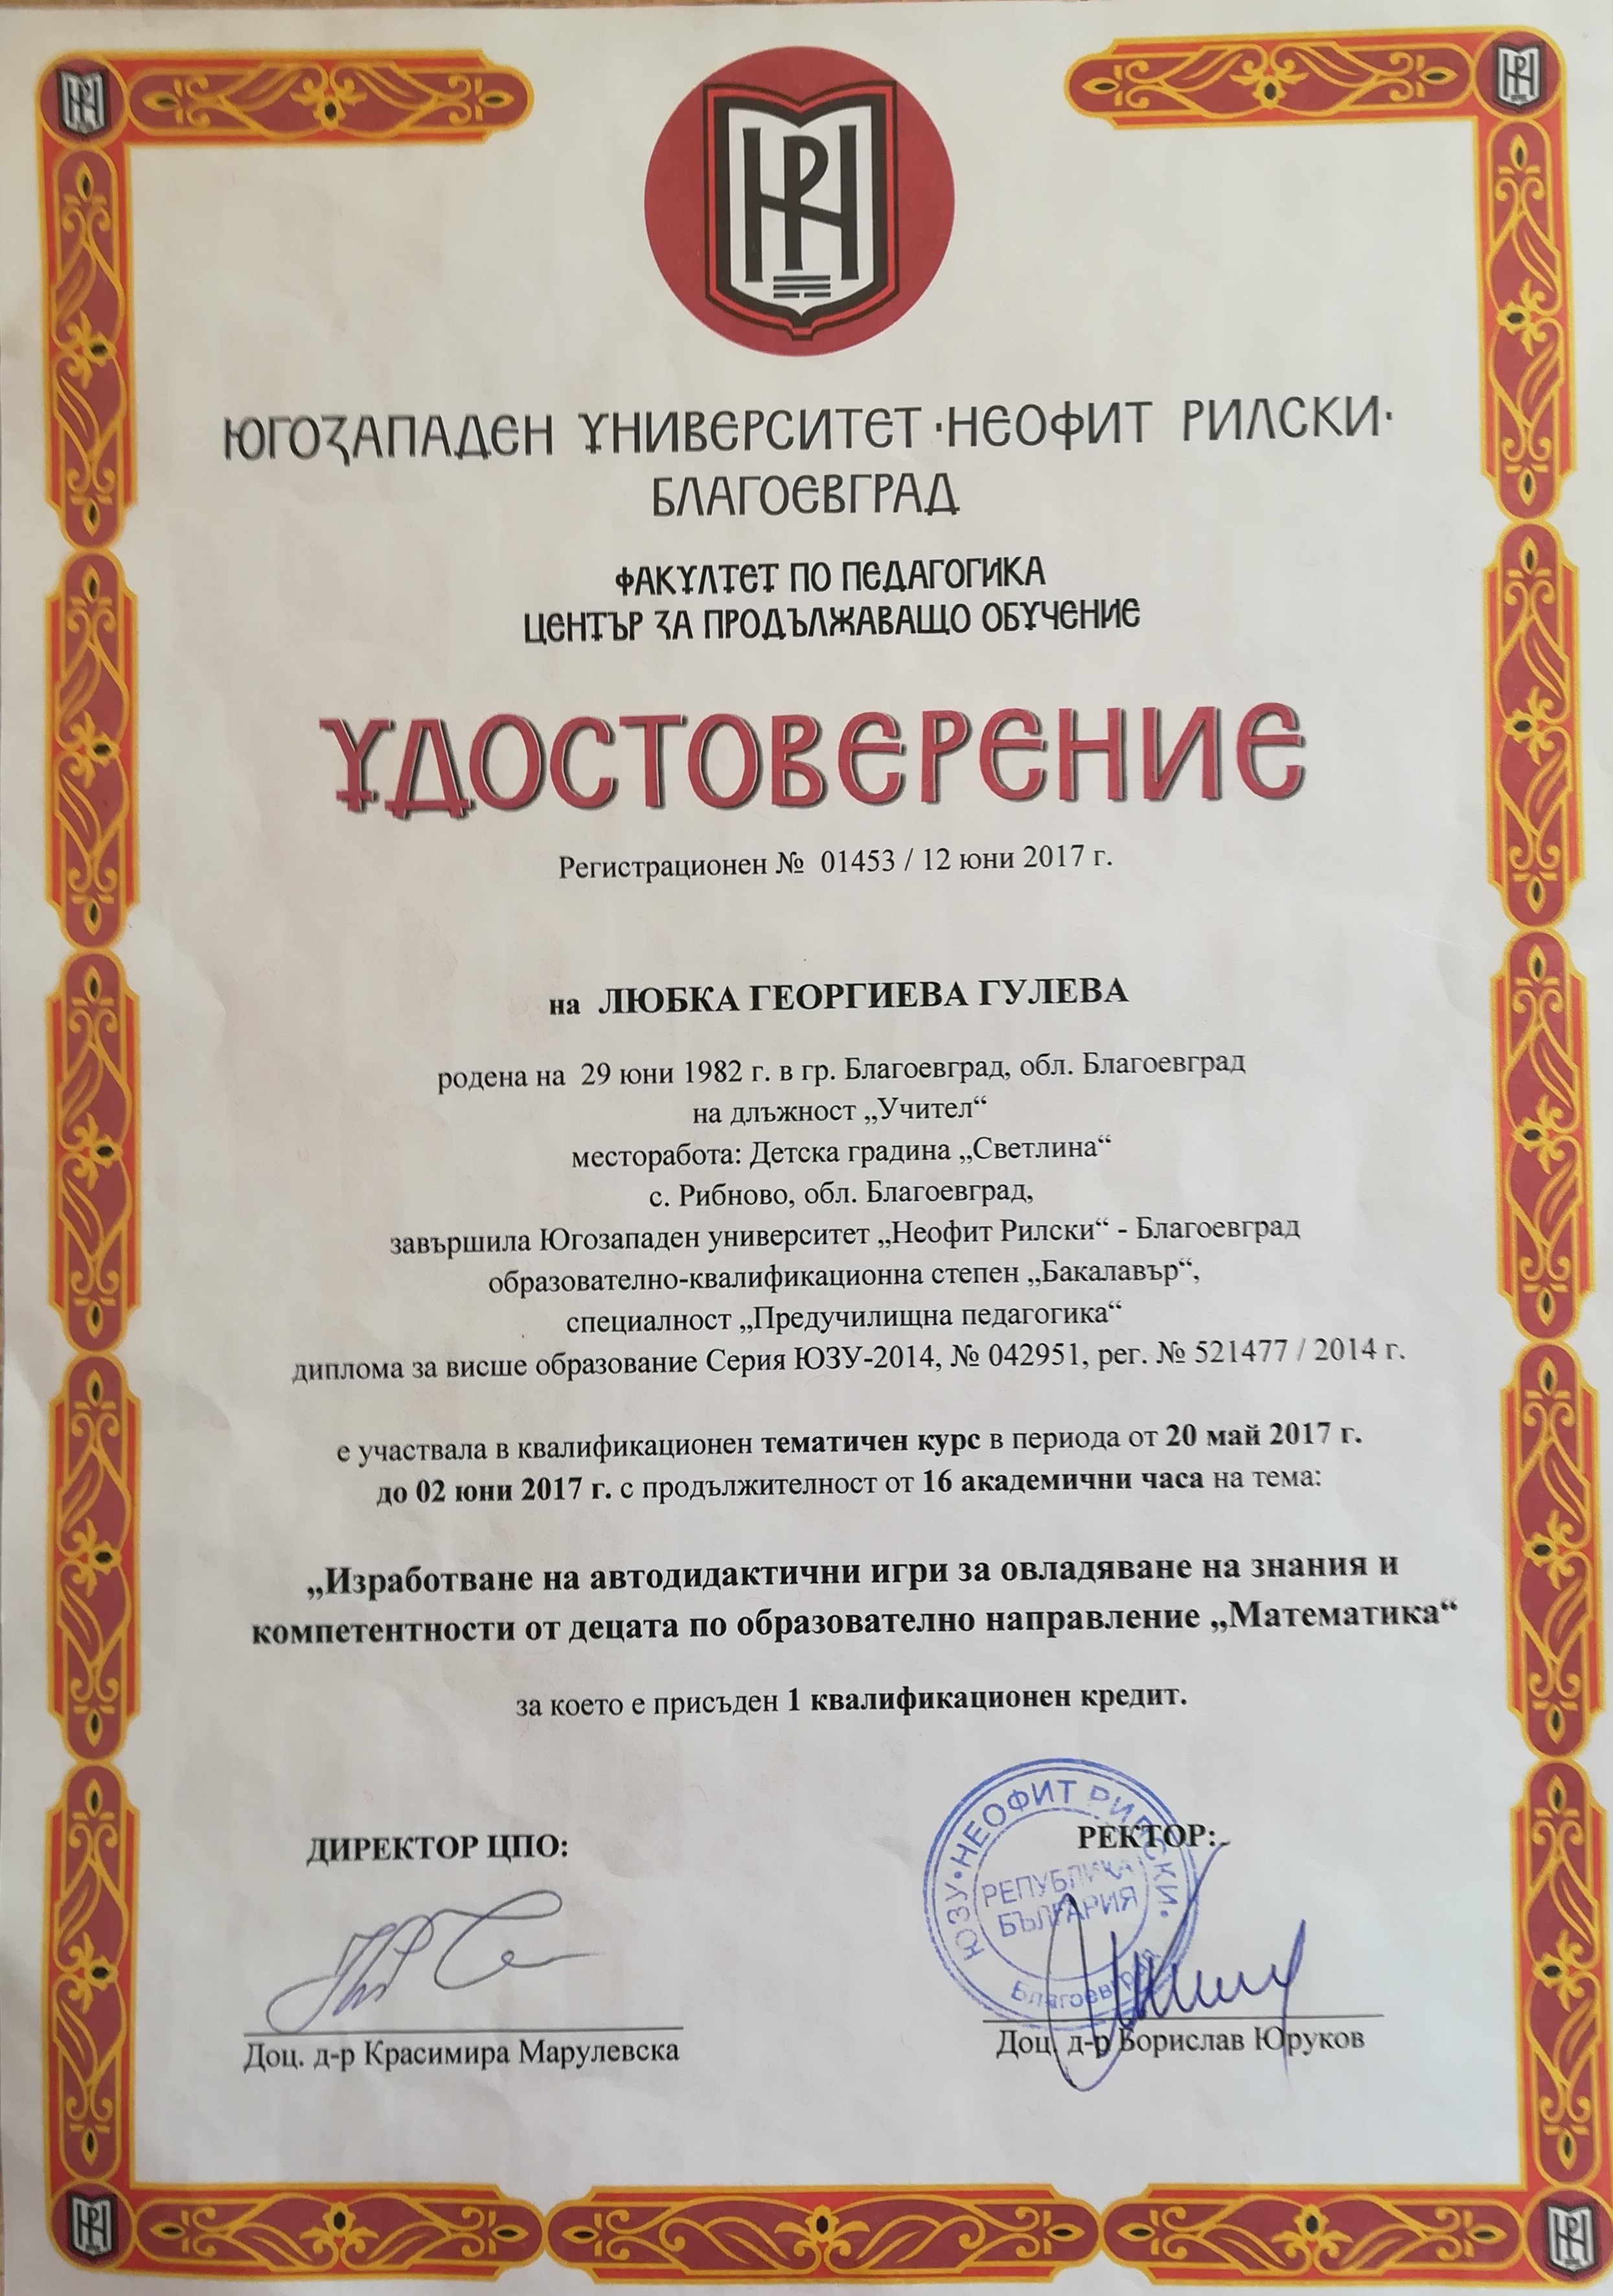 ЮГОЗАПАДЕН УНИВЕРСИТЕТ ·НЕОФИТ РИЛСКИ·
БЛАГОЕВГРАД
ФАКУЛТЕТ ПО ПЕДАГОГИКА
ЦЕНТЪР ЗА ПРОДЪЛЖАВАЩО ОБУЧЕНИЕ
УДОСТОВЕРЕНИЕ
Регистрационен № 01453 / 12 юни 2017 г.
на ЛЮБКА ГЕОРГИЕВА ГУЛЕВА
родена на 29 юни 1982 г. в гр. Благоевград, обл. Благоевград
на длъжност „Учител“
месторабота: Детска градина „Светлина“
с. Рибново, обл. Благоевград,
завършила Югозападен университет „Неофит Рилски“ - Благоевград
образователно-квалификационна степен „Бакалавър“,
специалност „Предучилищна педагогика“
диплома за висше образование Серия ЮЗУ-2014, № 042951, рег. № 521477 / 2014 г.
е участвала в квалификационен тематичен курс в периода от 20 май 2017 г.
до 02 юни 2017 г. с продължителност от 16 академични часа на тема:
„Изработване на автодидактични игри за овладяване на знания и
компетентности от децата по образователно направление „Математика“
за което е присъден 1 квалификационен кредит.
ДИРЕКТОР ЦПО:
РЕКТОР:
ЮЗУ·НЕОФИТ РИЛСКИ·
РЕПУБЛИКА
БЪЛГАРИЯ
Благоевград
Доц. д-р Красимира Марулевска
Доц. д-р Борислав Юруков